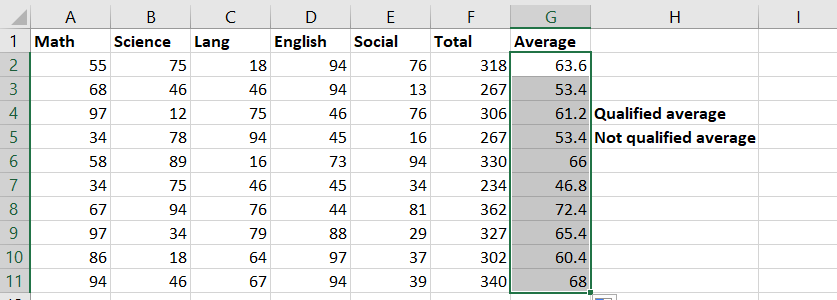 A B C D E F G H I
1 Math Science Lang English Social Total Average
2 55 75 18 94 76 318 63.6
3 68 46 46 94 13 267 53.4
4 97 12 75 46 76 306 61.2 Qualified average
5 34 78 94 45 16 267 53.4 Not qualified average
6 58 89 16 73 94 330 66
7 34 75 46 45 34 234 46.8
8 67 94 76 44 81 362 72.4
9 97 34 79 88 29 327 65.4
10 86 18 64 97 37 302 60.4
11 94 46 67 94 39 340 68